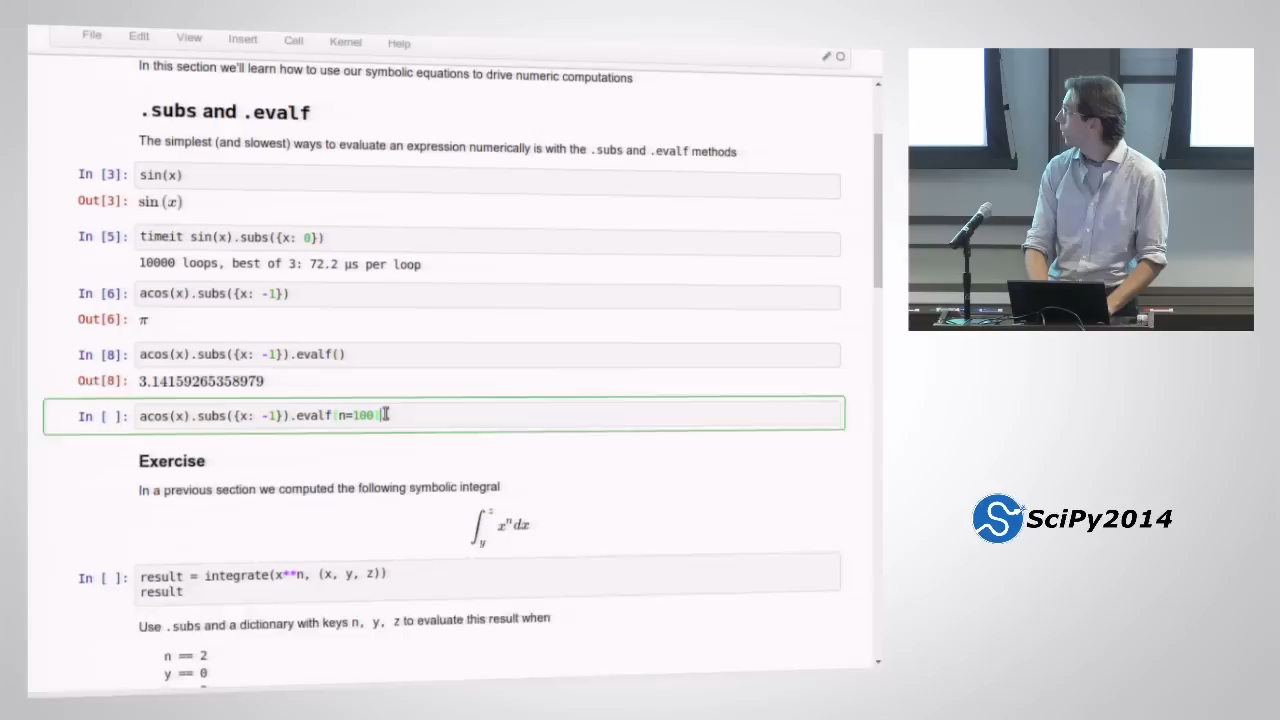 File Edit View Insert Cell Kernel Help
In this section we'll learn how to use our symbolic equations to drive numeric computations
.subs and .evalf
The simplest (and slowest) ways to evaluate an expression numerically is with the .subs and .evalf methods
In [3]: sin(x)
Out[3]: sin (x)
In [5]: timeit sin(x).subs({x: 0})
10000 loops, best of 3: 72.2 µs per loop
In [6]: acos(x).subs({x: -1})
Out[6]: π
In [8]: acos(x).subs({x: -1}).evalf()
Out[8]: 3.14159265358979
In [ ]: acos(x).subs({x: -1}).evalf(n=100)
Exercise
In a previous section we computed the following symbolic integral
∫_y^z x^n dx
In [ ]: result = integrate(x**n, (x, y, z))
result
Use .subs and a dictionary with keys n, y, z to evaluate this result when
n == 2
y == 0
SciPy2014